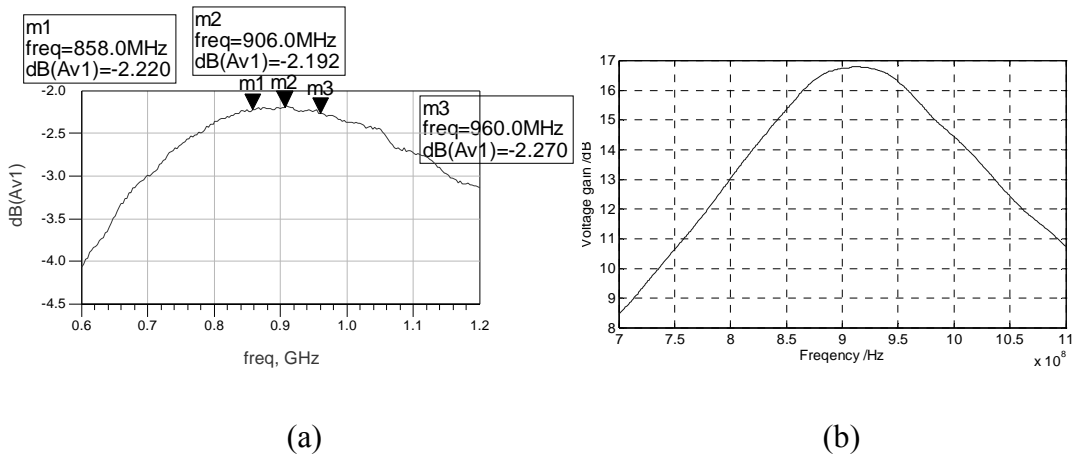 m1
freq=858.0MHz
dB(Av1)=-2.220
m2
freq=906.0MHz
dB(Av1)=-2.192
m1 m2 m3
m3
freq=960.0MHz
dB(Av1)=-2.270
-2.0
-2.5
-3.0
-3.5
-4.0
-4.5
dB(Av1)
0.6 0.7 0.8 0.9 1.0 1.1 1.2
freq, GHz
(a)
17
16
15
14
13
12
11
10
9
8
Voltage gain /dB
7 7.5 8 8.5 9 9.5 10 10.5 11
Freqency /Hz
x 10^8
(b)